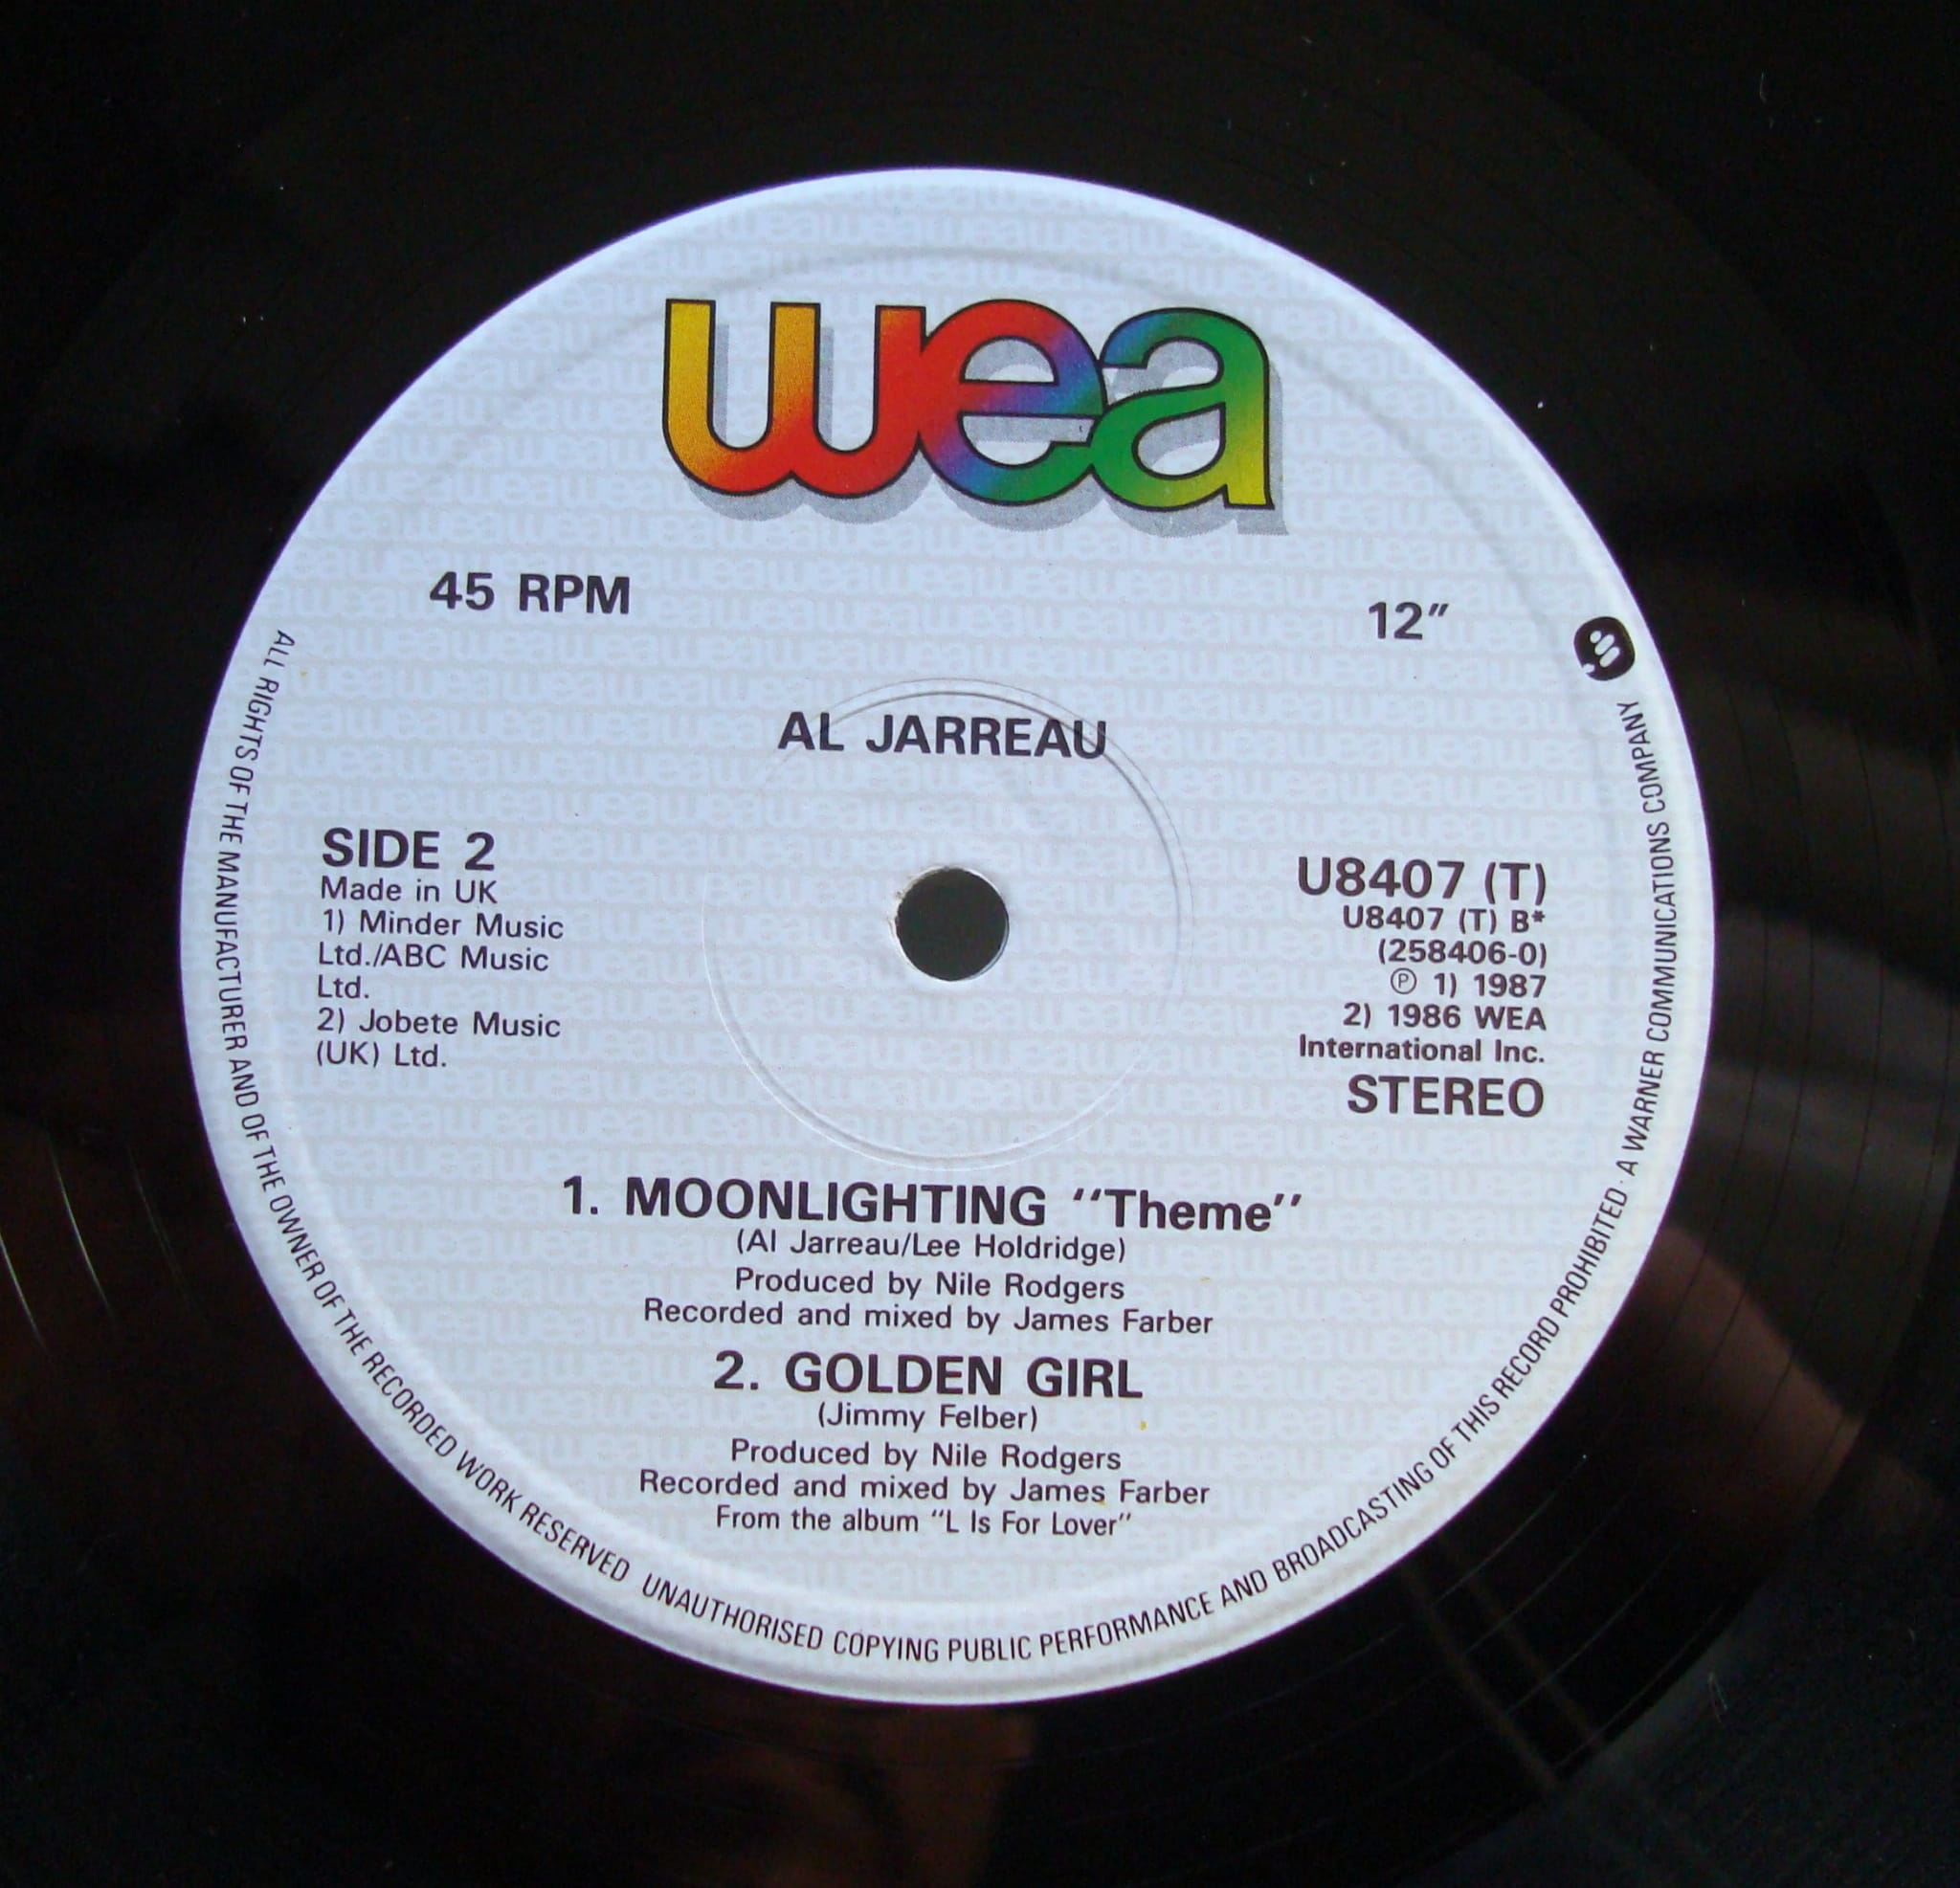 wea
45 RPM
12"
AL JARREAU
SIDE 2
Made in UK
1) Minder Music
Ltd./ABC Music
Ltd.
2) Jobete Music
(UK) Ltd.
U8407 (T)
U8407 (T) B*
(258406-0)
℗ 1) 1987
2) 1986 WEA
International Inc.
STEREO
1. MOONLIGHTING "Theme"
(Al Jarreau/Lee Holdridge)
Produced by Nile Rodgers
Recorded and mixed by James Farber
2. GOLDEN GIRL
(Jimmy Felber)
Produced by Nile Rodgers
Recorded and mixed by James Farber
From the album "L Is For Lover"
ALL RIGHTS OF THE MANUFACTURER AND OF THE OWNER OF THE RECORDED WORK RESERVED UNAUTHORISED COPYING PUBLIC PERFORMANCE AND BROADCASTING OF THIS RECORD PROHIBITED · A WARNER COMMUNICATIONS COMPANY